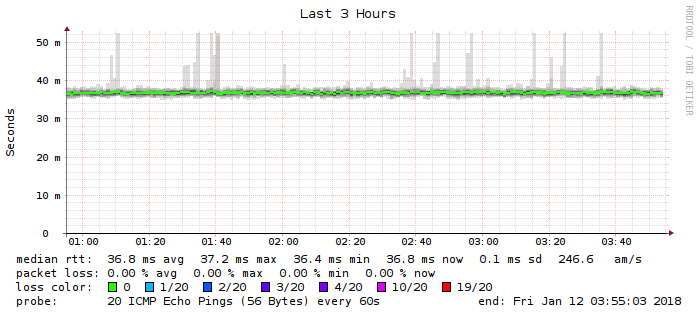 Last 3 Hours
RRDTOOL / TOBI OETIKER
Seconds
50 m
40 m
30 m
20 m
10 m
0
01:00 01:20 01:40 02:00 02:20 02:40 03:00 03:20 03:40
median rtt: 36.8 ms avg 37.2 ms max 36.4 ms min 36.8 ms now 0.1 ms sd 246.6 am/s
packet loss: 0.00 % avg 0.00 % max 0.00 % min 0.00 % now
loss color: 0 1/20 2/20 3/20 4/20 10/20 19/20
probe: 20 ICMP Echo Pings (56 Bytes) every 60s end: Fri Jan 12 03:55:03 2018